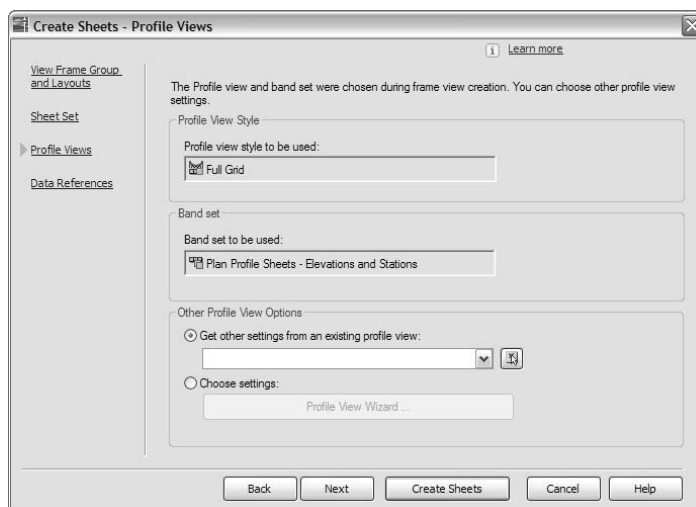 Create Sheets - Profile Views
Learn more
View Frame Group
and Layouts
Sheet Set
Profile Views
Data References
The Profile view and band set were chosen during frame view creation. You can choose other profile view
settings.
Profile View Style
Profile view style to be used:
Full Grid
Band set
Band set to be used:
Plan Profile Sheets - Elevations and Stations
Other Profile View Options
Get other settings from an existing profile view:
Choose settings:
Profile View Wizard ...
Back
Next
Create Sheets
Cancel
Help